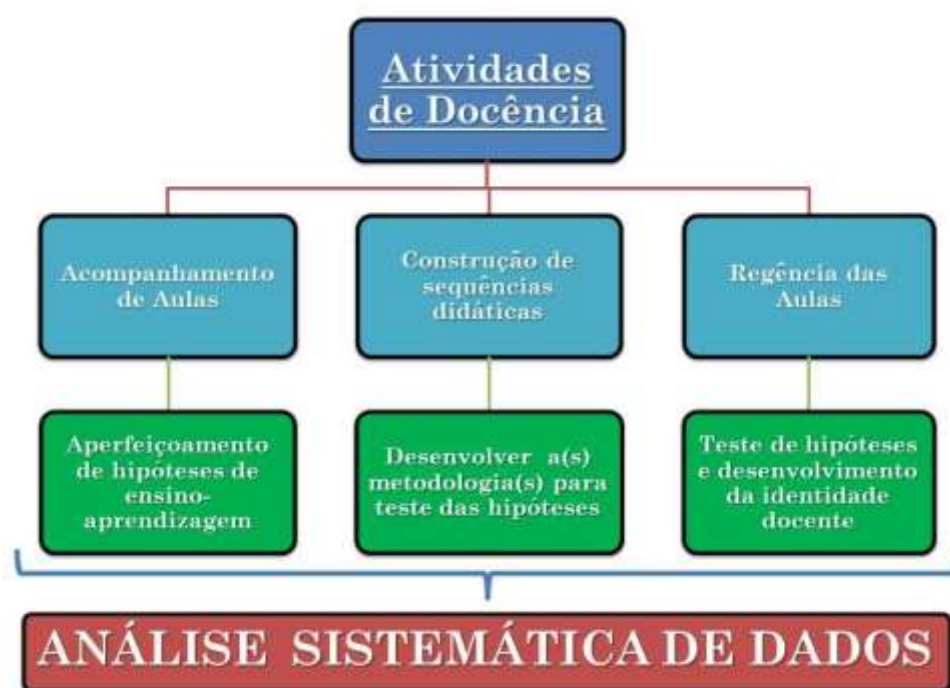 Atividades
de Docência
Acompanhamento
de Aulas
Construção de
sequências
didáticas
Regência das
Aulas
Aperfeiçoamento
de hipóteses de
ensino-
aprendizagem
Desenvolver a(s)
metodologia(s) para
teste das hipóteses
Teste de hipóteses
e desenvolvimento
da identidade
docente
ANÁLISE SISTEMÁTICA DE DADOS